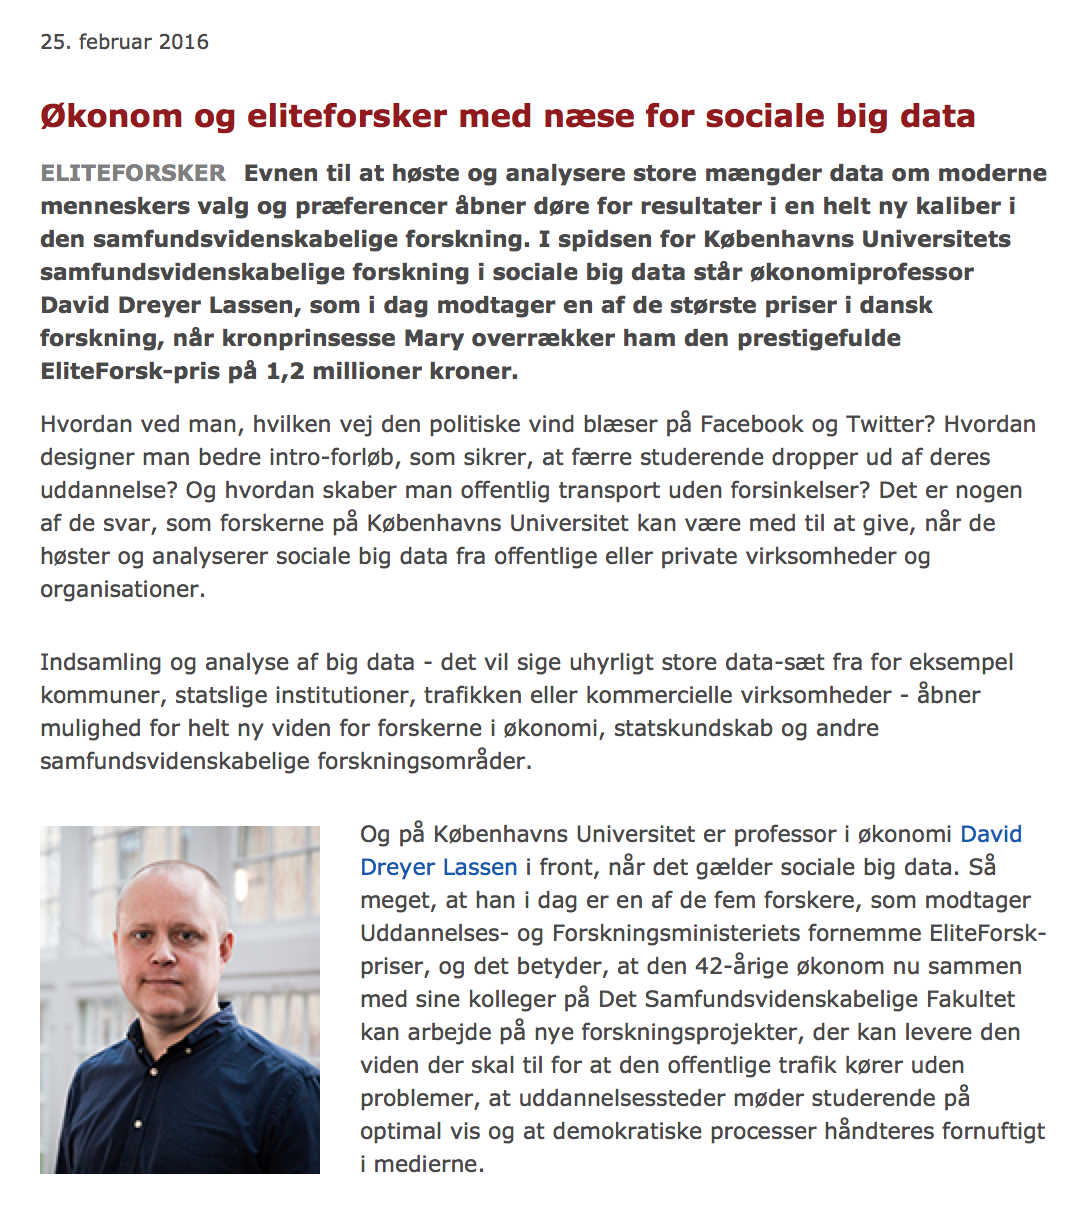 25. februar 2016
Økonom og eliteforsker med næse for sociale big data
ELITEFORSKER Evnen til at høste og analysere store mængder data om moderne
menneskers valg og præferencer åbner døre for resultater i en helt ny kaliber i
den samfundsvidenskabelige forskning. I spidsen for Københavns Universitets
samfundsvidenskabelige forskning i sociale big data står økonomiprofessor
David Dreyer Lassen, som i dag modtager en af de største priser i dansk
forskning, når kronprinsesse Mary overrækker ham den prestigefulde
EliteForsk-pris på 1,2 millioner kroner.
Hvordan ved man, hvilken vej den politiske vind blæser på Facebook og Twitter? Hvordan
designer man bedre intro-forløb, som sikrer, at færre studerende dropper ud af deres
uddannelse? Og hvordan skaber man offentlig transport uden forsinkelser? Det er nogen
af de svar, som forskerne på Københavns Universitet kan være med til at give, når de
høster og analyserer sociale big data fra offentlige eller private virksomheder og
organisationer.
Indsamling og analyse af big data - det vil sige uhyrligt store data-sæt fra for eksempel
kommuner, statslige institutioner, trafikken eller kommercielle virksomheder - åbner
mulighed for helt ny viden for forskerne i økonomi, statskundskab og andre
samfundsvidenskabelige forskningsområder.
Og på Københavns Universitet er professor i økonomi David
Dreyer Lassen i front, når det gælder sociale big data. Så
meget, at han i dag er en af de fem forskere, som modtager
Uddannelses- og Forskningsministeriets fornemme EliteForsk-
priser, og det betyder, at den 42-årige økonom nu sammen
med sine kolleger på Det Samfundsvidenskabelige Fakultet
kan arbejde på nye forskningsprojekter, der kan levere den
viden der skal til for at den offentlige trafik kører uden
problemer, at uddannelsessteder møder studerende på
optimal vis og at demokratiske processer håndteres fornuftigt
i medierne.